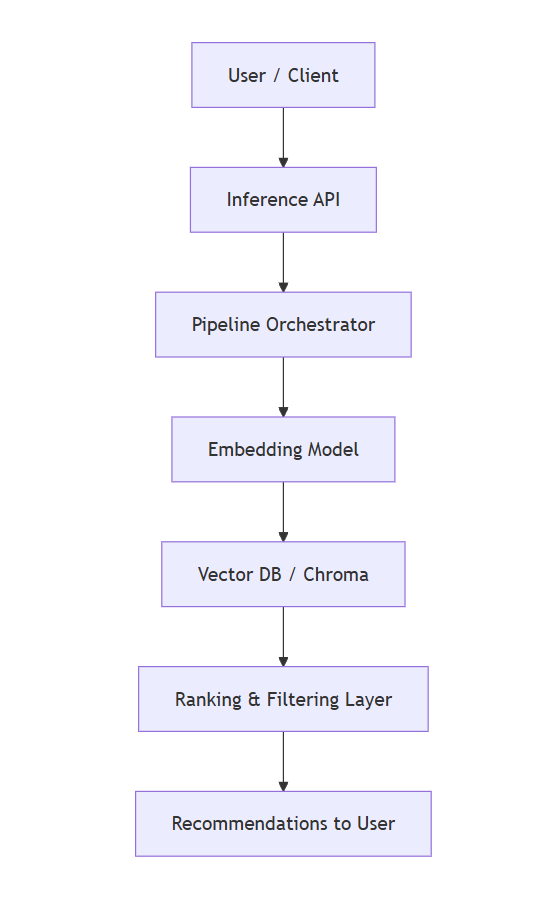 User / Client
Inference API
Pipeline Orchestrator
Embedding Model
Vector DB / Chroma
Ranking & Filtering Layer
Recommendations to User